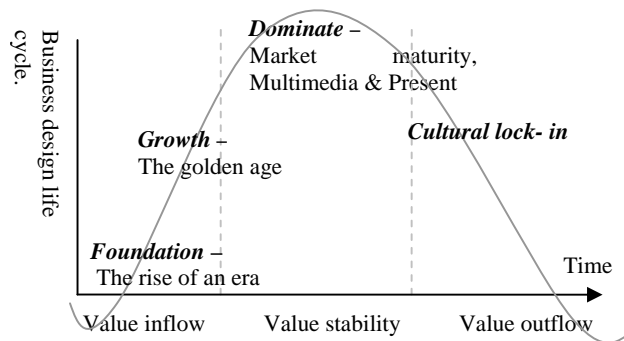 Business design life
cycle.
Dominate –
Market maturity,
Multimedia & Present
Growth –
The golden age
Cultural lock- in
Foundation –
The rise of an era
Time
Value inflow
Value stability
Value outflow